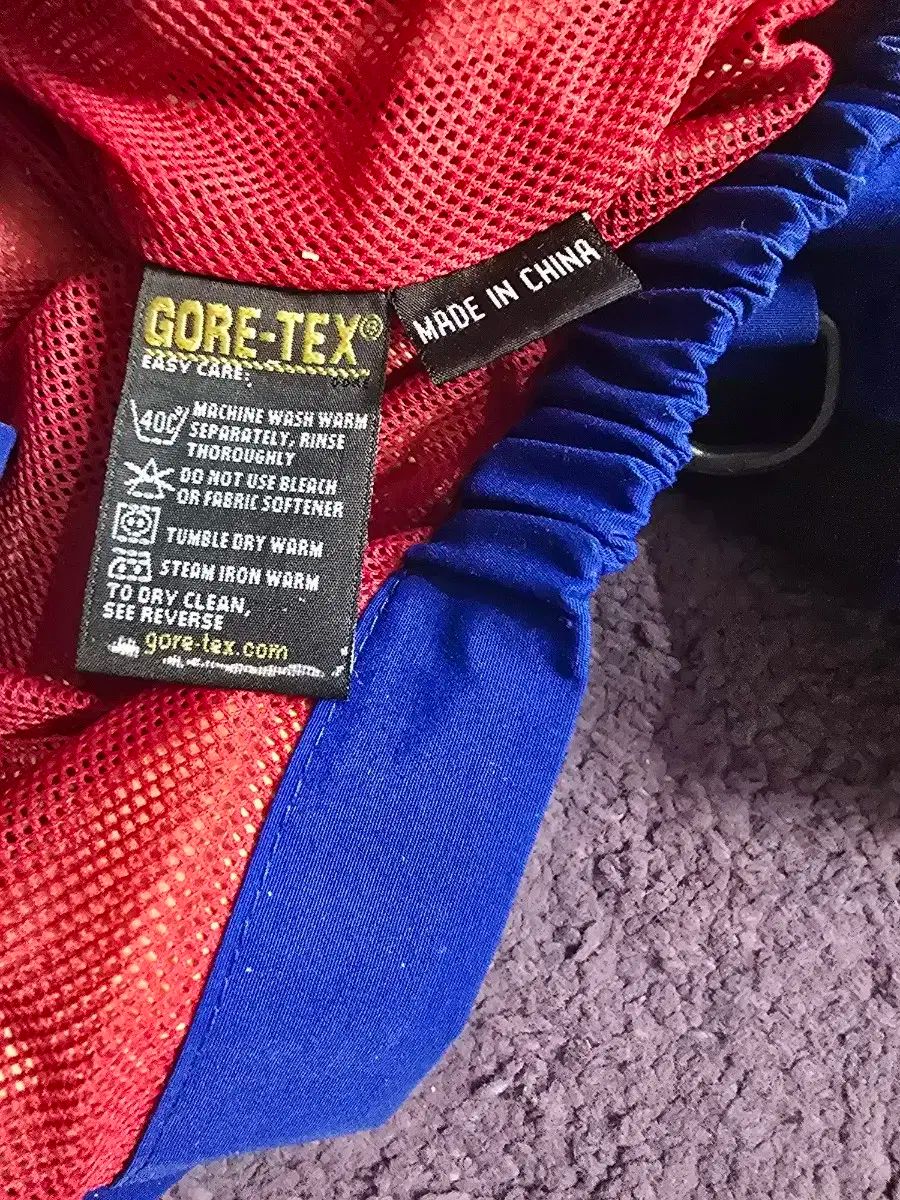 GORE-TEX®
EASY CARE:
40C
MACHINE WASH WARM
SEPARATELY, RINSE
THOROUGHLY
DO NOT USE BLEACH
OR FABRIC SOFTENER
TUMBLE DRY WARM
STEAM IRON WARM
TO DRY CLEAN,
SEE REVERSE
gore-tex.com
MADE IN CHINA